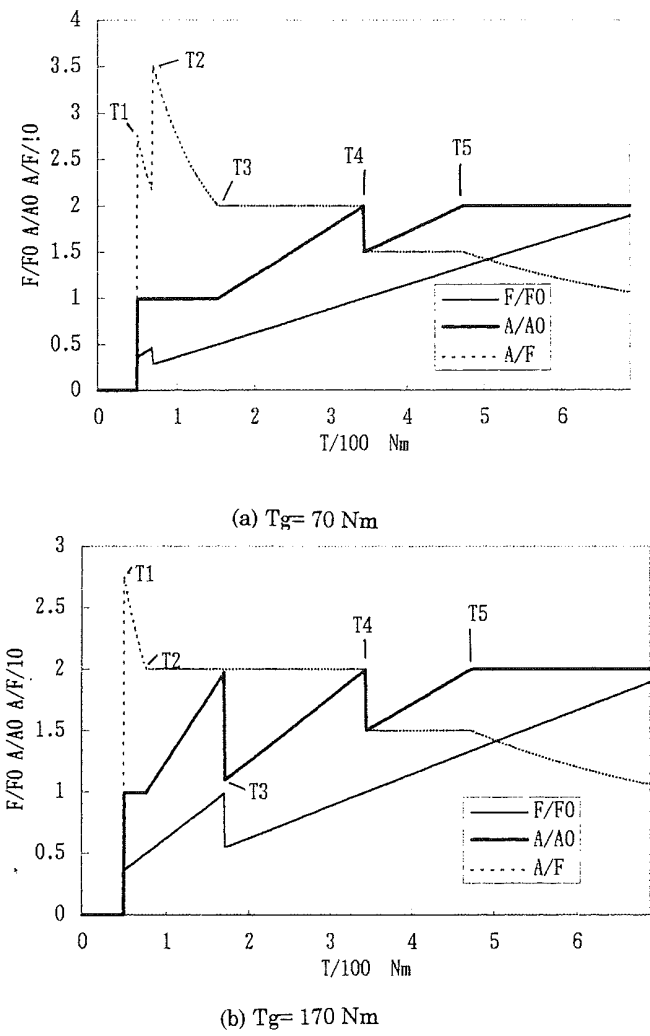 4
3.5
3
2.5
2
1.5
1
0.5
0
F/F0 A/A0 A/F/!0
T1
T2
T3
T4
T5
F/F0
A/A0
A/F
0 1 2 3 4 5 6
T/100 Nm
(a) Tg= 70 Nm
3
2.5
2
1.5
1
0.5
0
F/F0 A/A0 A/F/10
T1
T2
T3
T4
T5
F/F0
A/A0
A/F
0 1 2 3 4 5 6
T/100 Nm
(b) Tg= 170 Nm